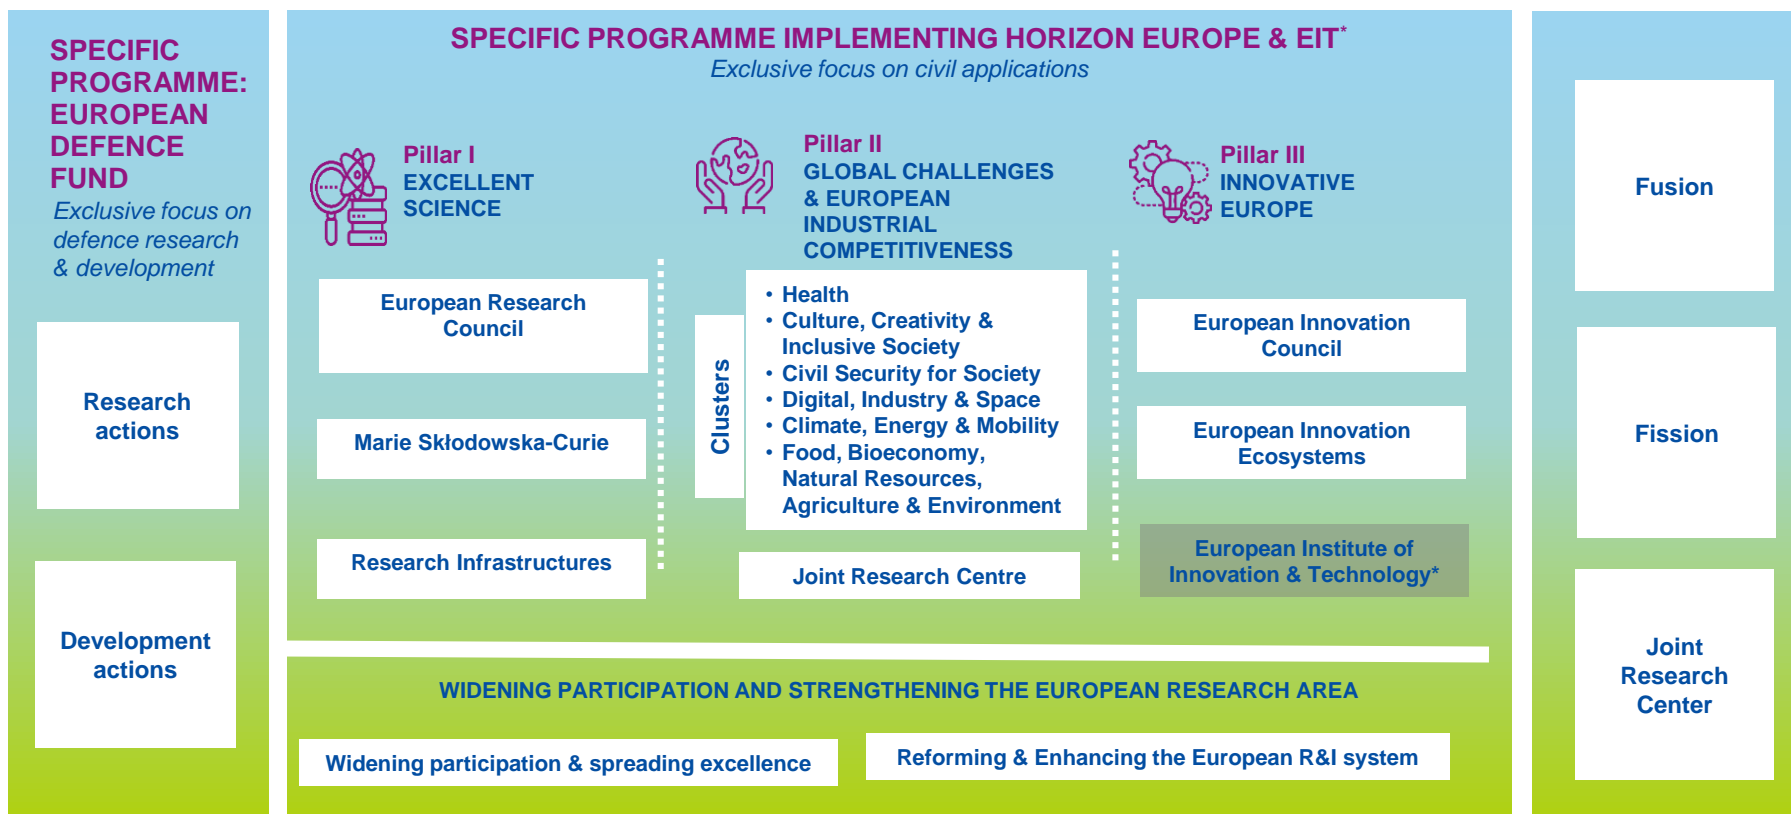 SPECIFIC
PROGRAMME:
EUROPEAN
DEFENCE
FUND
Exclusive focus on
defence research
& development
Research
actions
Development
actions
SPECIFIC PROGRAMME IMPLEMENTING HORIZON EUROPE & EIT*
Exclusive focus on civil applications
Pillar I
EXCELLENT
SCIENCE
European Research
Council
Marie Skłodowska-Curie
Research Infrastructures
Pillar II
GLOBAL CHALLENGES
& EUROPEAN
INDUSTRIAL
COMPETITIVENESS
Clusters
• Health
• Culture, Creativity &
Inclusive Society
• Civil Security for Society
• Digital, Industry & Space
• Climate, Energy & Mobility
• Food, Bioeconomy,
Natural Resources,
Agriculture & Environment
Joint Research Centre
Pillar III
INNOVATIVE
EUROPE
European Innovation
Council
European Innovation
Ecosystems
European Institute of
Innovation & Technology*
WIDENING PARTICIPATION AND STRENGTHENING THE EUROPEAN RESEARCH AREA
Widening participation & spreading excellence
Reforming & Enhancing the European R&I system
Fusion
Fission
Joint
Research
Center